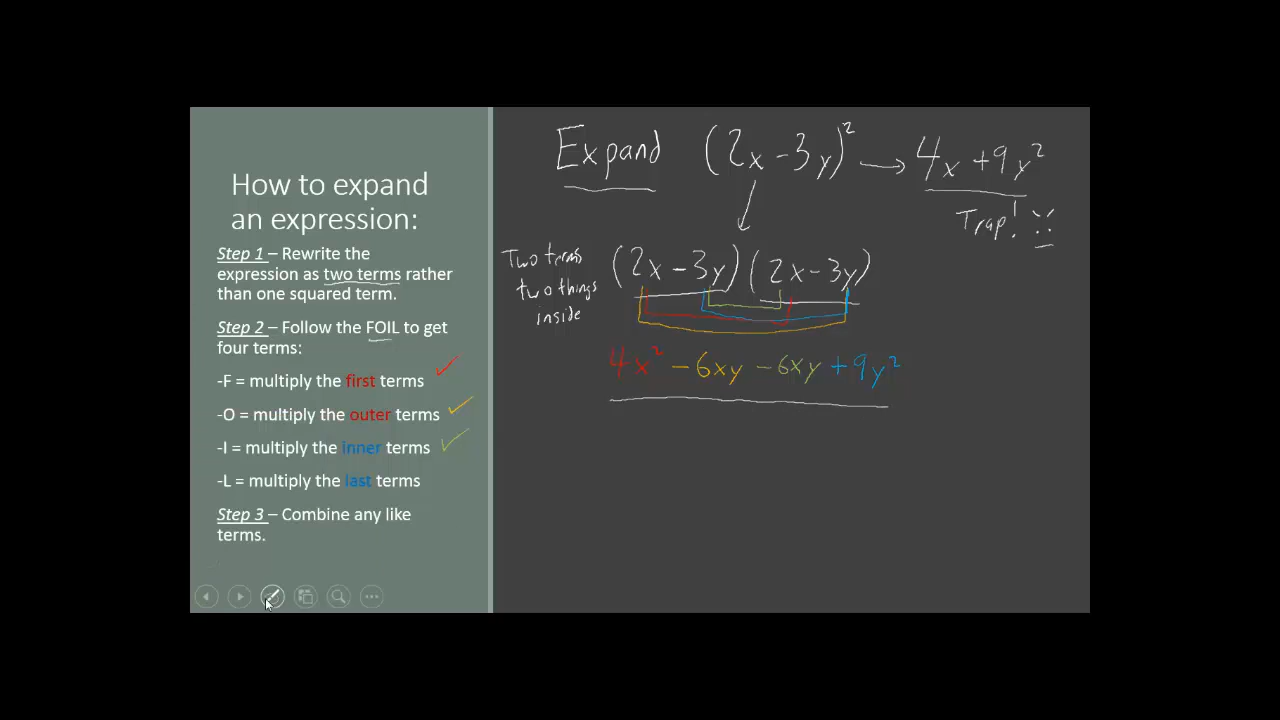 How to expand
an expression:
Step 1 – Rewrite the
expression as two terms rather
than one squared term.
Step 2 – Follow the FOIL to get
four terms:
-F = multiply the first terms
-O = multiply the outer terms
-I = multiply the inner terms
-L = multiply the last terms
Step 3 – Combine any like
terms.
Expand (2x - 3y)² → 4x + 9y²
Trap!
Two terms
two things
inside
(2x - 3y) (2x - 3y)
4x² - 6xy - 6xy + 9y²